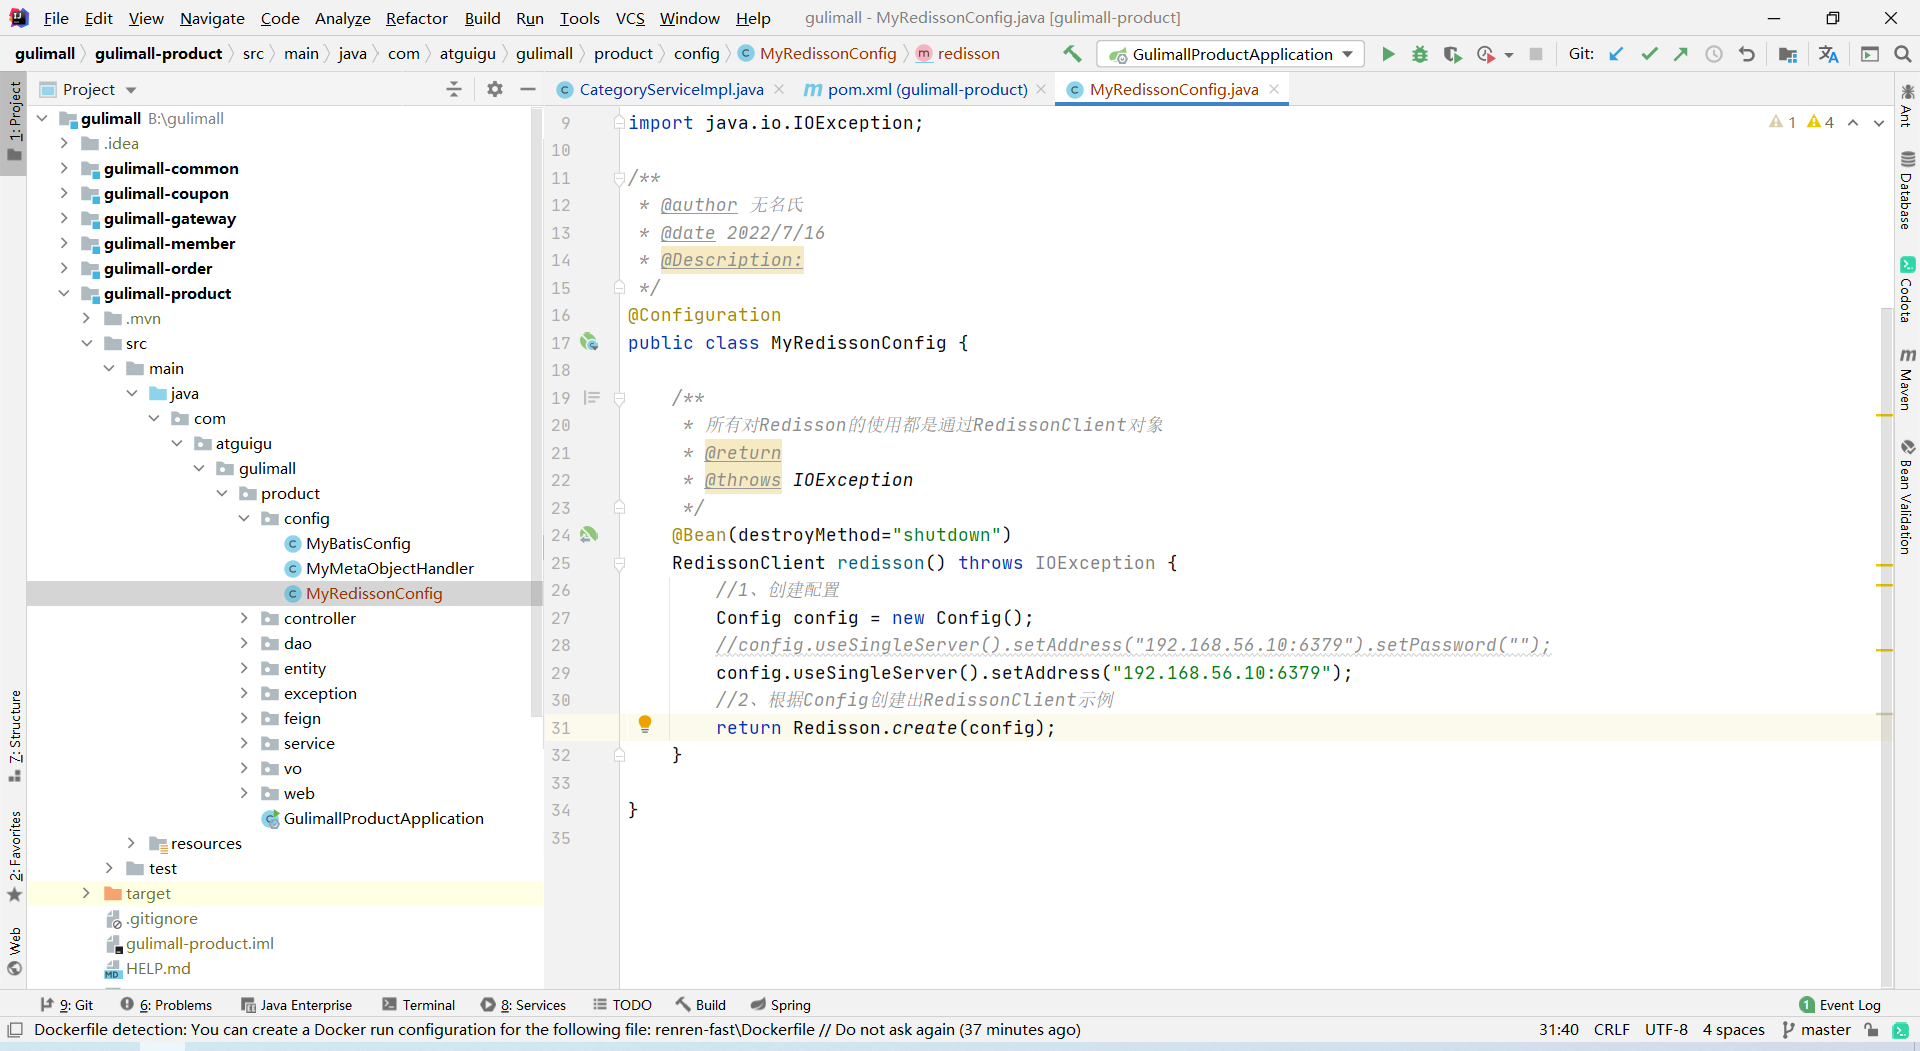 File Edit View Navigate Code Analyze Refactor Build Run Tools VCS Window Help gulimall - MyRedissonConfig.java [gulimall-product]
gulimall gulimall-product src main java com atguigu gulimall product config MyRedissonConfig redisson GulimallProductApplication Git:
1: Project
7: Structure
2: Favorites
Web
Project
gulimall B:\gulimall
.idea
gulimall-common
gulimall-coupon
gulimall-gateway
gulimall-member
gulimall-order
gulimall-product
.mvn
src
main
java
com
atguigu
gulimall
product
config
MyBatisConfig
MyMetaObjectHandler
MyRedissonConfig
controller
dao
entity
exception
feign
service
vo
web
GulimallProductApplication
resources
test
target
.gitignore
gulimall-product.iml
HELP.md
CategoryServiceImpl.java pom.xml (gulimall-product) MyRedissonConfig.java
1 4
9 import java.io.IOException;
10
11 /**
12 * @author 无名氏
13 * @date 2022/7/16
14 * @Description:
15 */
16 @Configuration
17 public class MyRedissonConfig {
18
19 /**
20 * 所有对Redisson的使用都是通过RedissonClient对象
21 * @return
22 * @throws IOException
23 */
24 @Bean(destroyMethod="shutdown")
25 RedissonClient redisson() throws IOException {
26 //1、创建配置
27 Config config = new Config();
28 //config.useSingleServer().setAddress("192.168.56.10:6379").setPassword("");
29 config.useSingleServer().setAddress("192.168.56.10:6379");
30 //2、根据Config创建出RedissonClient示例
31 return Redisson.create(config);
32 }
33
34 }
35
Ant
Database
Codota
Maven
Bean Validation
9: Git 6: Problems Java Enterprise Terminal 8: Services TODO Build Spring 1 Event Log
Dockerfile detection: You can create a Docker run configuration for the following file: renren-fast\Dockerfile // Do not ask again (37 minutes ago) 31:40 CRLF UTF-8 4 spaces master